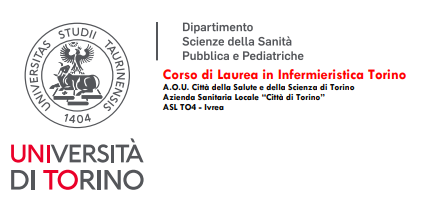 UNIVERSITAS STUDII TAURINENSIS
1404
UNIVERSITÀ
DI TORINO
Dipartimento
Scienze della Sanità
Pubblica e Pediatriche
Corso di Laurea in Infermieristica Torino
A.O.U. Città della Salute e della Scienza di Torino
Azienda Sanitaria Locale "Città di Torino"
ASL TO4 - Ivrea